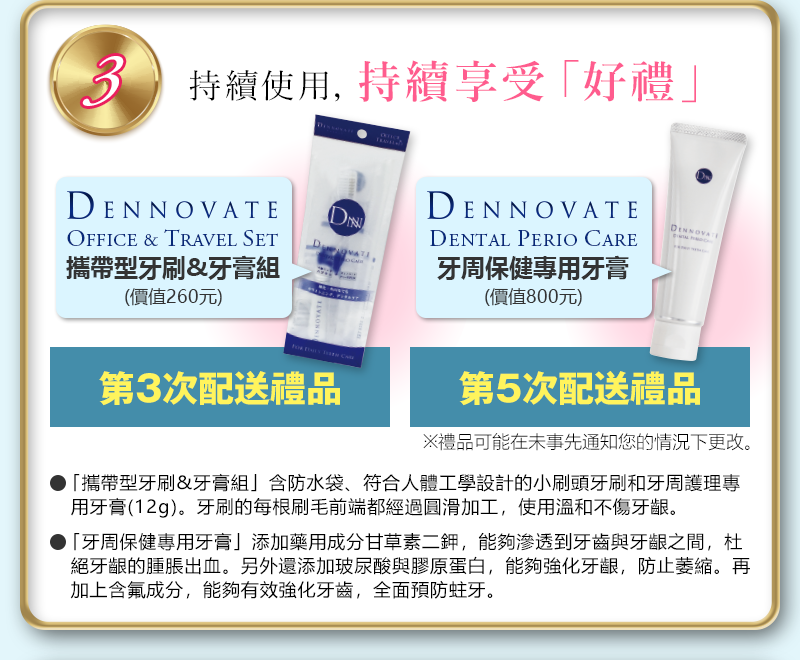 3
持續使用, 持續享受「好禮」
DENNOVATE
OFFICE & TRAVEL SET
攜帶型牙刷&牙膏組
(價值260元)
DENNOVATE
DENTAL PERIO CARE
牙周保健專用牙膏
(價值800元)
第3次配送禮品
第5次配送禮品
※禮品可能在未事先通知您的情況下更改。
●「攜帶型牙刷&牙膏組」含防水袋、符合人體工學設計的小刷頭牙刷和牙周護理專
用牙膏(12g)。牙刷的每根刷毛前端都經過圓滑加工，使用溫和不傷牙齦。
●「牙周保健專用牙膏」添加藥用成分甘草素二鉀，能夠滲透到牙齒與牙齦之間，杜
絕牙齦的腫脹出血。另外還添加玻尿酸與膠原蛋白，能夠強化牙齦，防止萎縮。再
加上含氟成分，能夠有效強化牙齒，全面預防蛀牙。